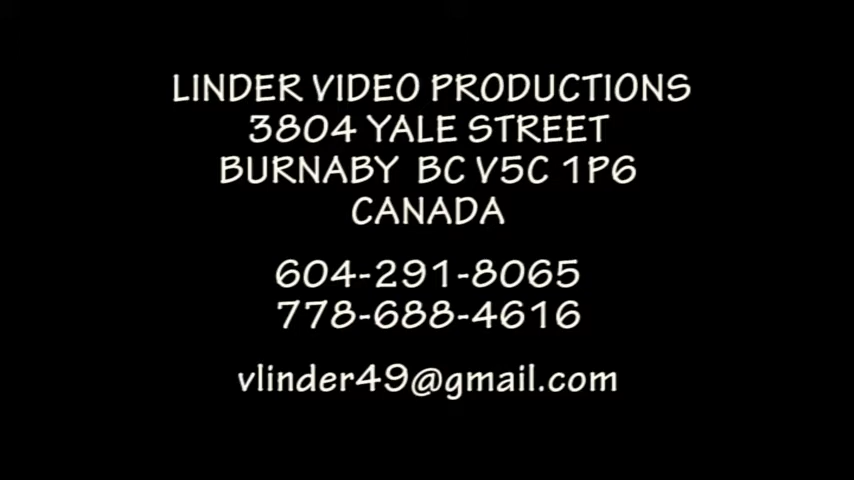 LINDER VIDEO PRODUCTIONS
3804 YALE STREET
BURNABY BC V5C 1P6
CANADA
604-291-8065
778-688-4616
vlinder49@gmail.com